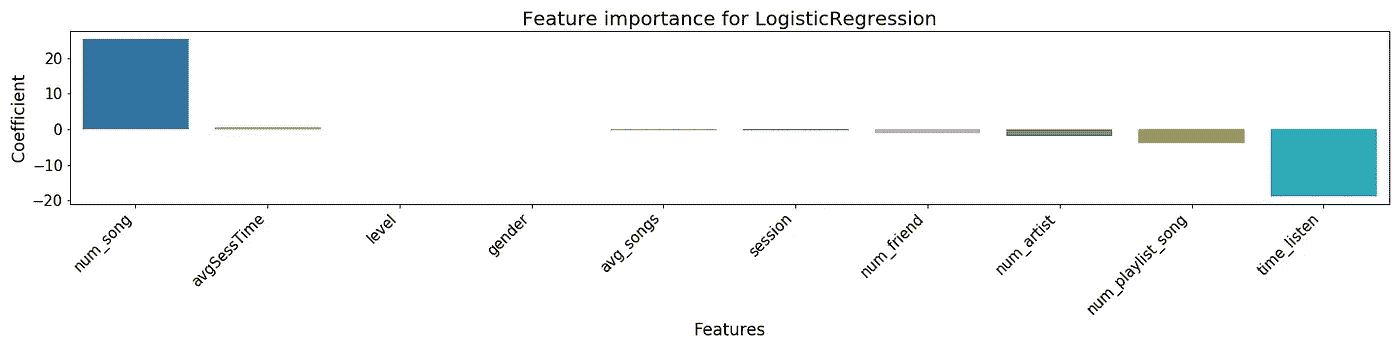 Feature importance for LogisticRegression
Coefficient
20
10
0
−10
−20
num_song
avgSessTime
level
gender
avg_songs
session
num_friend
num_artist
num_playlist_song
time_listen
Features